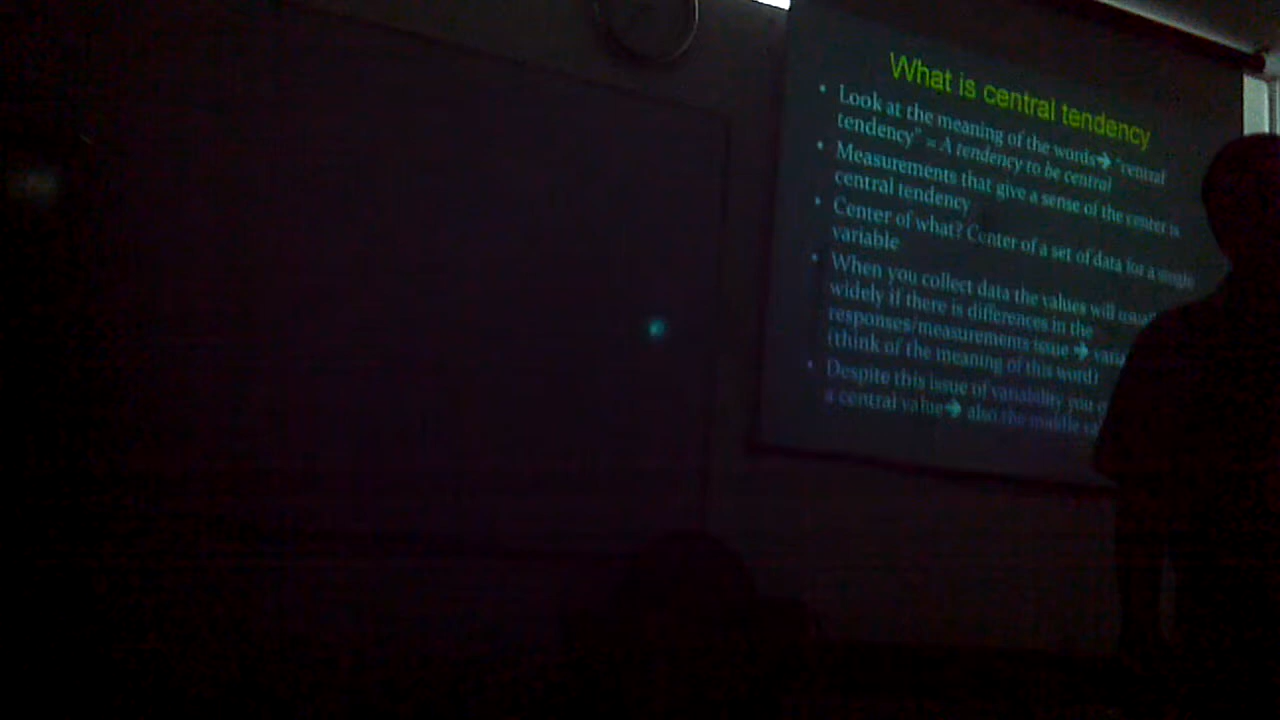 What is central tendency
• Look at the meaning of the words➔ "central
tendency" = A tendency to be central
• Measurements that give a sense of the center is
central tendency
• Center of what? Center of a set of data for a single
variable
• When you collect data the values will
widely if there is differences in the
responses/measurements issue ➔
(think of the meaning of this word)
• Despite this issue of variability you
a central value➔ also the middle